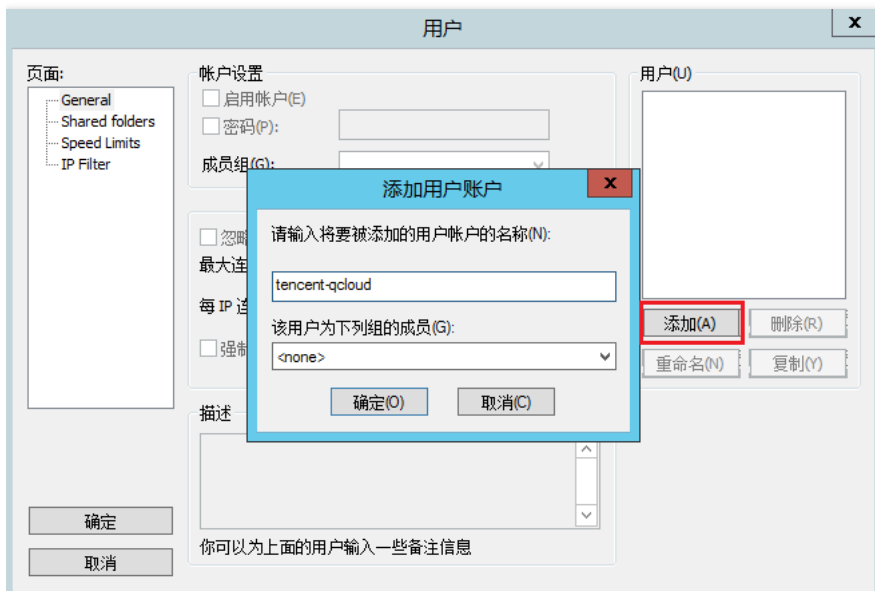 用户
x
页面:
General
Shared folders
Speed Limits
IP Filter
帐户设置
启用帐户(E)
密码(P):
成员组(G):
忽略
最大连
每 IP 连
强制
描述
你可以为上面的用户输入一些备注信息
添加用户账户
x
请输入将要被添加的用户帐户的名称(N):
tencent-qcloud
该用户为下列组的成员(G):
<none>
确定(O)
取消(C)
用户(U)
添加(A)
删除(R)
重命名(N)
复制(Y)
确定
取消